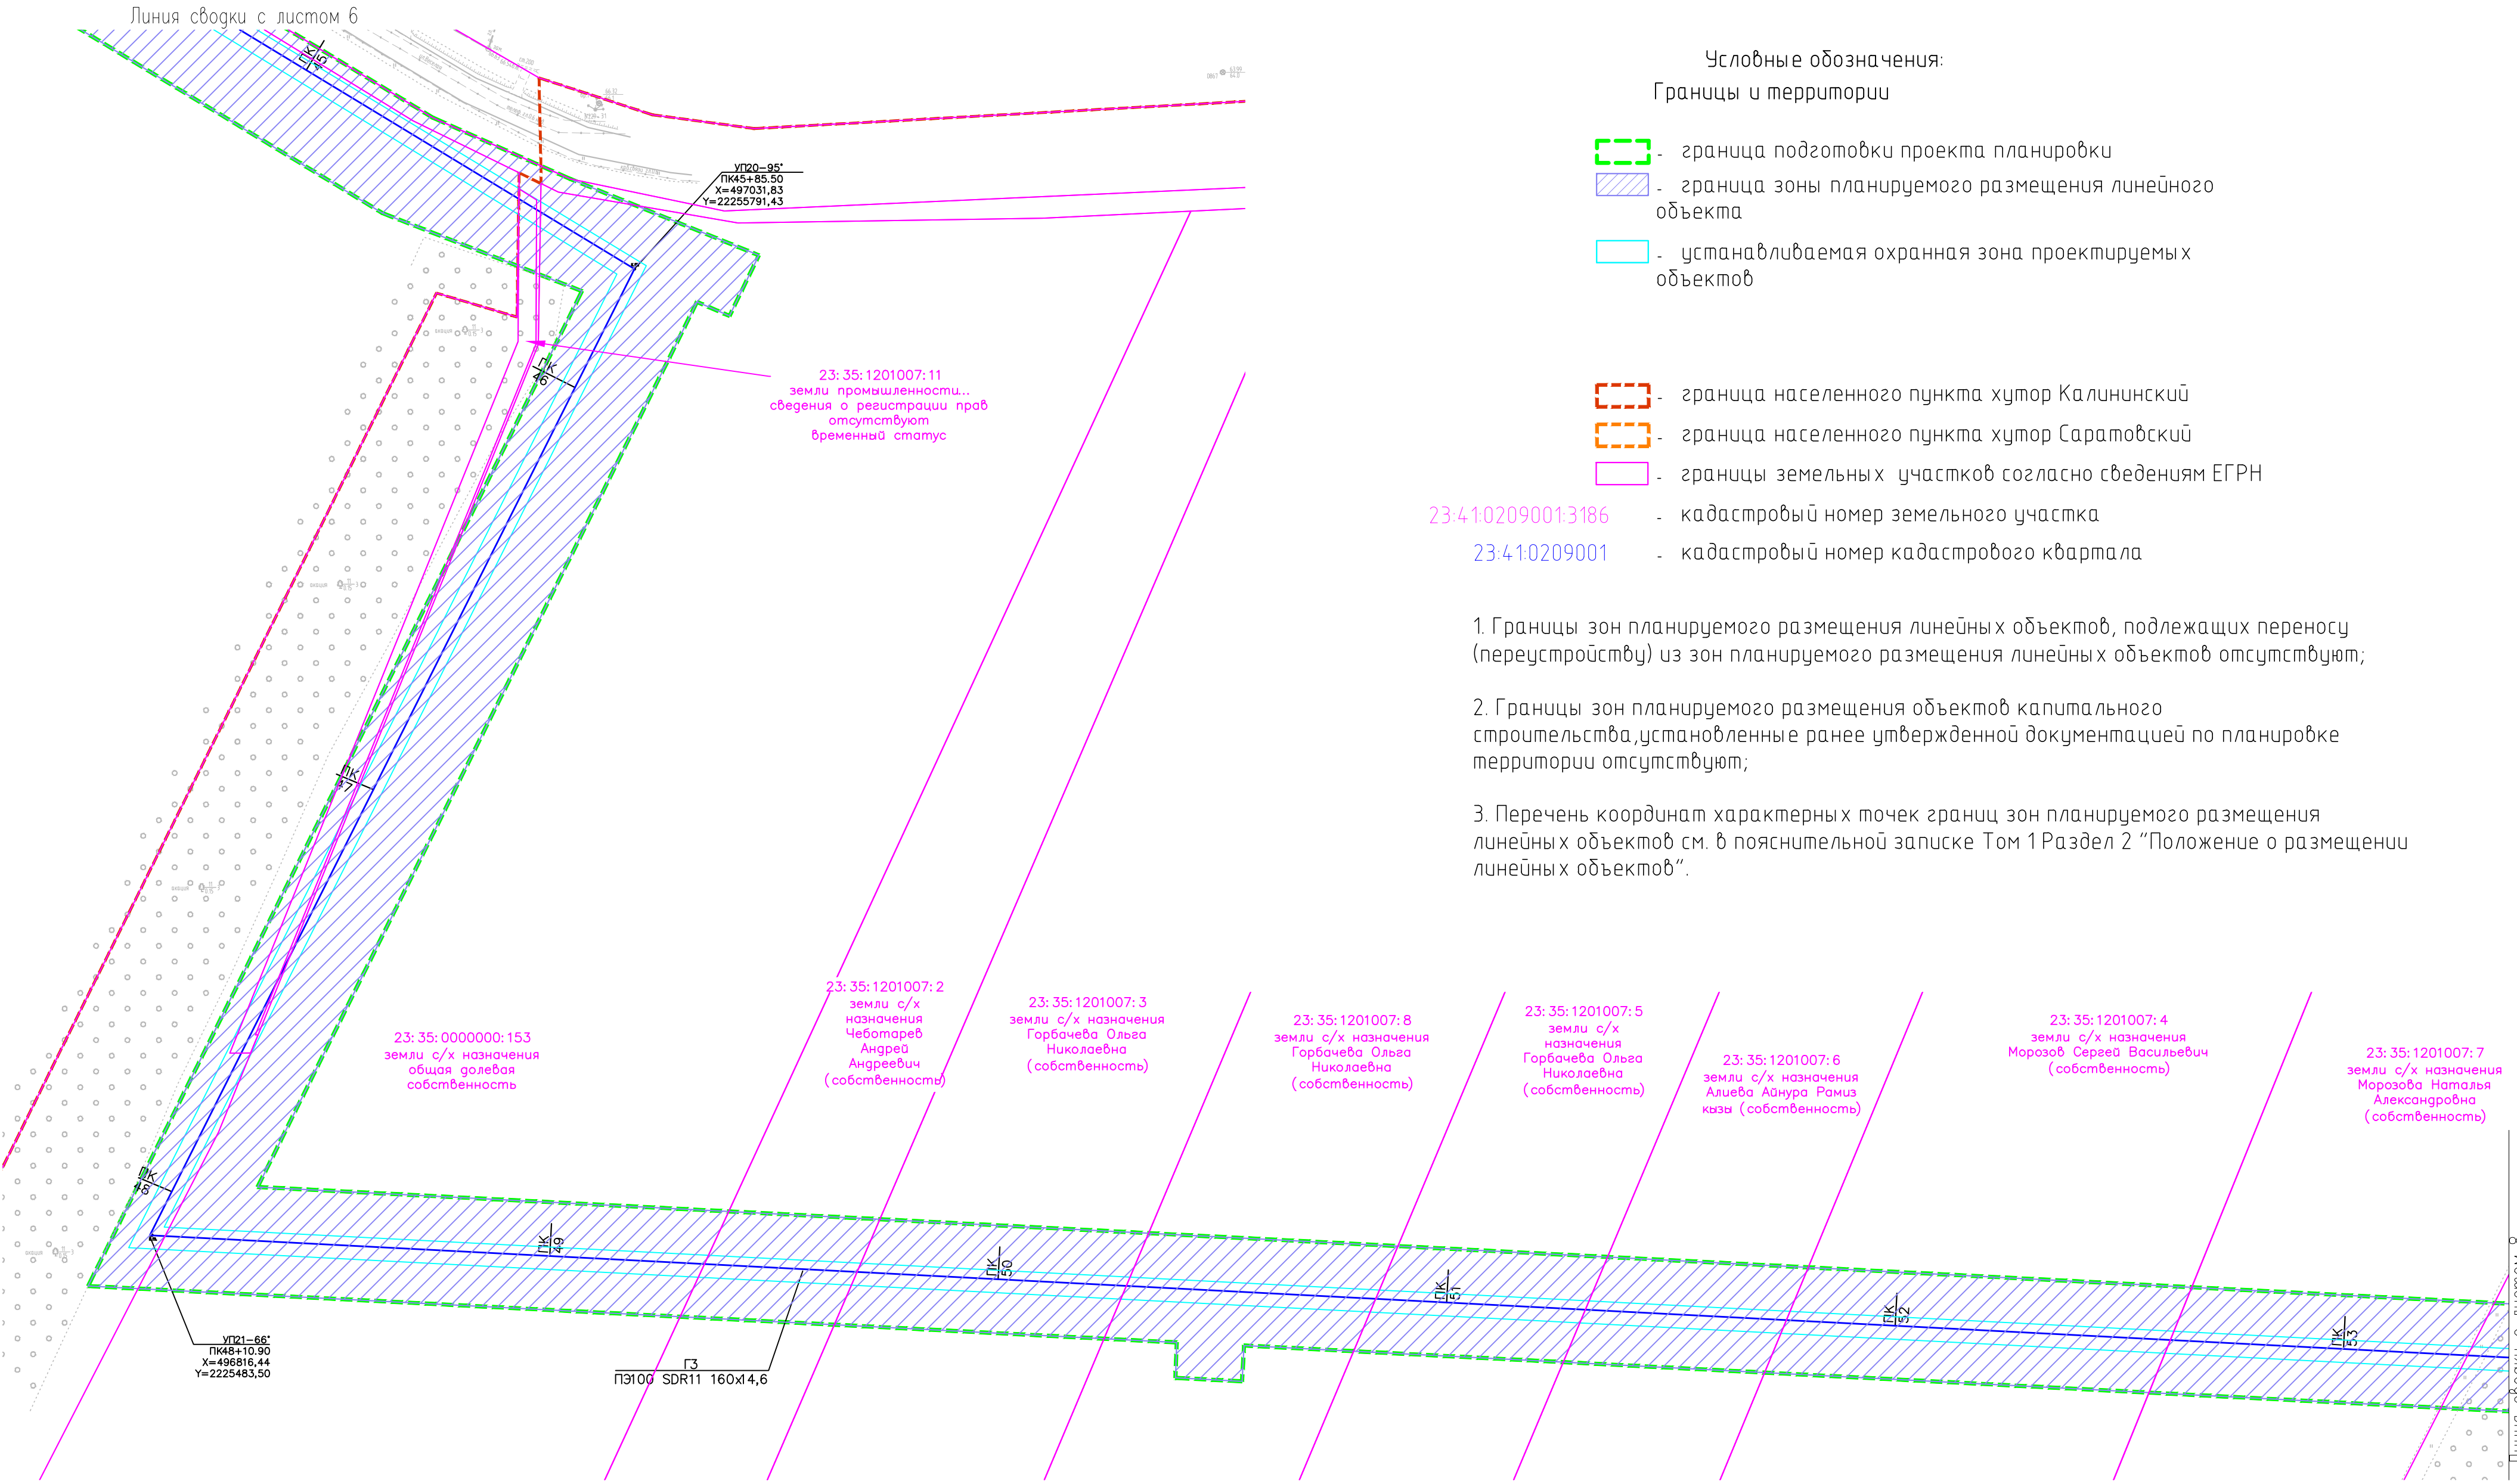 Линия сводки с листом 6
ПК
45
УП20-95°
ПК45+85.50
X=497031,83
Y=22255791,43
Условные обозначения:
Границы и территории
- граница подготовки проекта планировки
- граница зоны планируемого размещения линейного
объекта
- устанавливаемая охранная зона проектируемых
объектов
- граница населенного пункта хутор Калининский
- граница населенного пункта хутор Саратовский
- границы земельных участков согласно сведениям ЕГРН
23:41:0209001:3186 - кадастровый номер земельного участка
23:41:0209001 - кадастровый номер кадастрового квартала
1. Границы зон планируемого размещения линейных объектов, подлежащих переносу
(переустройству) из зон планируемого размещения линейных объектов отсутствуют;
2. Границы зон планируемого размещения объектов капитального
строительства,установленные ранее утвержденной документацией по планировке
территории отсутствуют;
3. Перечень координат характерных точек границ зон планируемого размещения
линейных объектов см. в пояснительной записке Том 1 Раздел 2 "Положение о размещении
линейных объектов".
ПК
46
23:35:1201007:11
земли промышленности...
сведения о регистрации прав
отсутствуют
временный статус
акация
акация
ПК
47
акация
23:35:0000000:153
земли с/х назначения
общая долевая
собственность
23:35:1201007:2
земли с/х
назначения
Чеботарев
Андрей
Андреевич
(собственность)
23:35:1201007:3
земли с/х назначения
Горбачева Ольга
Николаевна
(собственность)
23:35:1201007:8
земли с/х назначения
Горбачева Ольга
Николаевна
(собственность)
23:35:1201007:5
земли с/х
назначения
Горбачева Ольга
Николаевна
(собственность)
23:35:1201007:6
земли с/х назначения
Алиева Айнура Рамиз
кызы (собственность)
23:35:1201007:4
земли с/х назначения
Морозов Сергей Васильевич
(собственность)
23:35:1201007:7
земли с/х назначения
Морозова Наталья
Александровна
(собственность)
ПК
48
акация
ПК
49
ПК
50
ПК
51
ПК
52
ПК
53
УП21-66°
ПК48+10.90
X=496816,44
Y=2225483,50
Г3
ПЭ100 SDR11 160х14,6